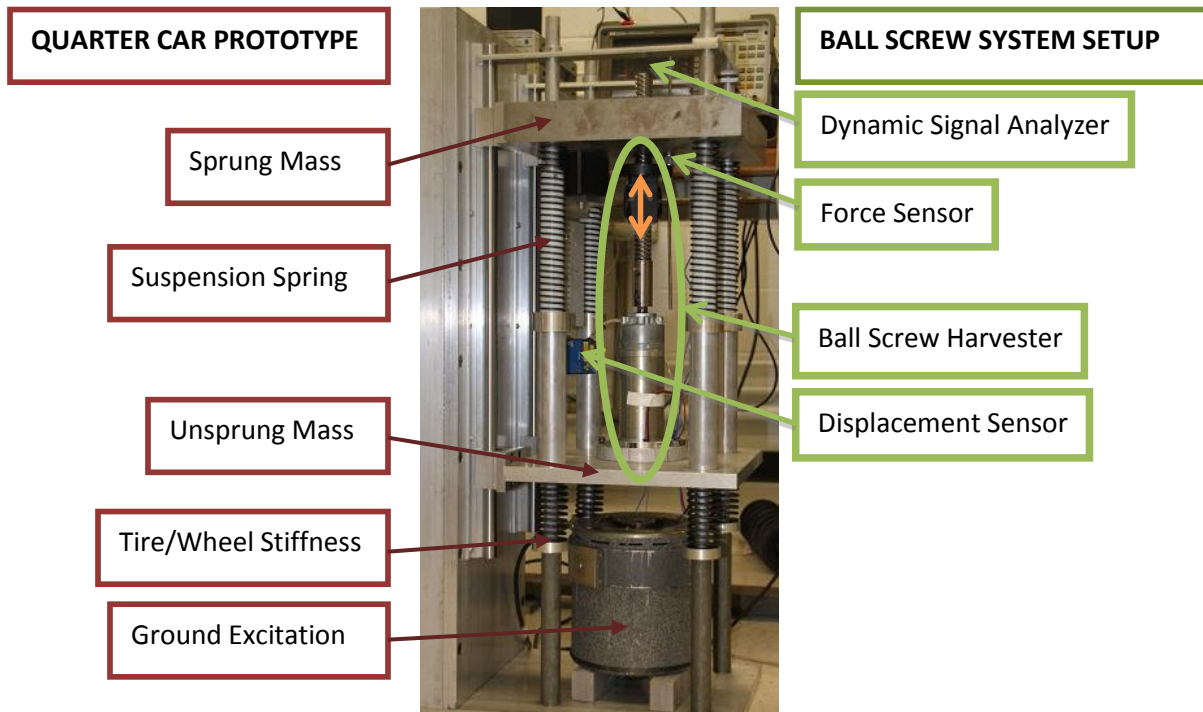 QUARTER CAR PROTOTYPE
Sprung Mass
Suspension Spring
Unsprung Mass
Tire/Wheel Stiffness
Ground Excitation
BALL SCREW SYSTEM SETUP
Dynamic Signal Analyzer
Force Sensor
Ball Screw Harvester
Displacement Sensor